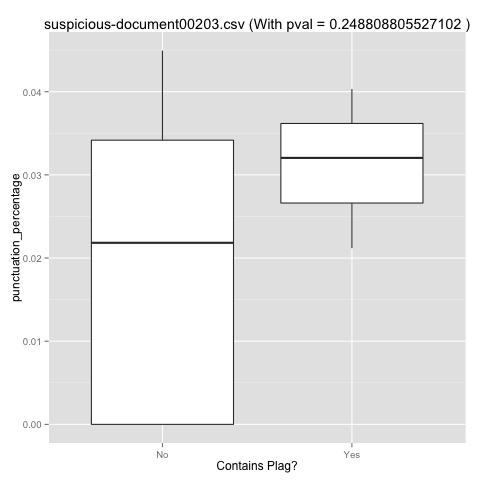 suspicious-document00203.csv (With pval = 0.248808805527102 )
punctuation_percentage
0.04
0.03
0.02
0.01
0.00
No Yes
Contains Plag?